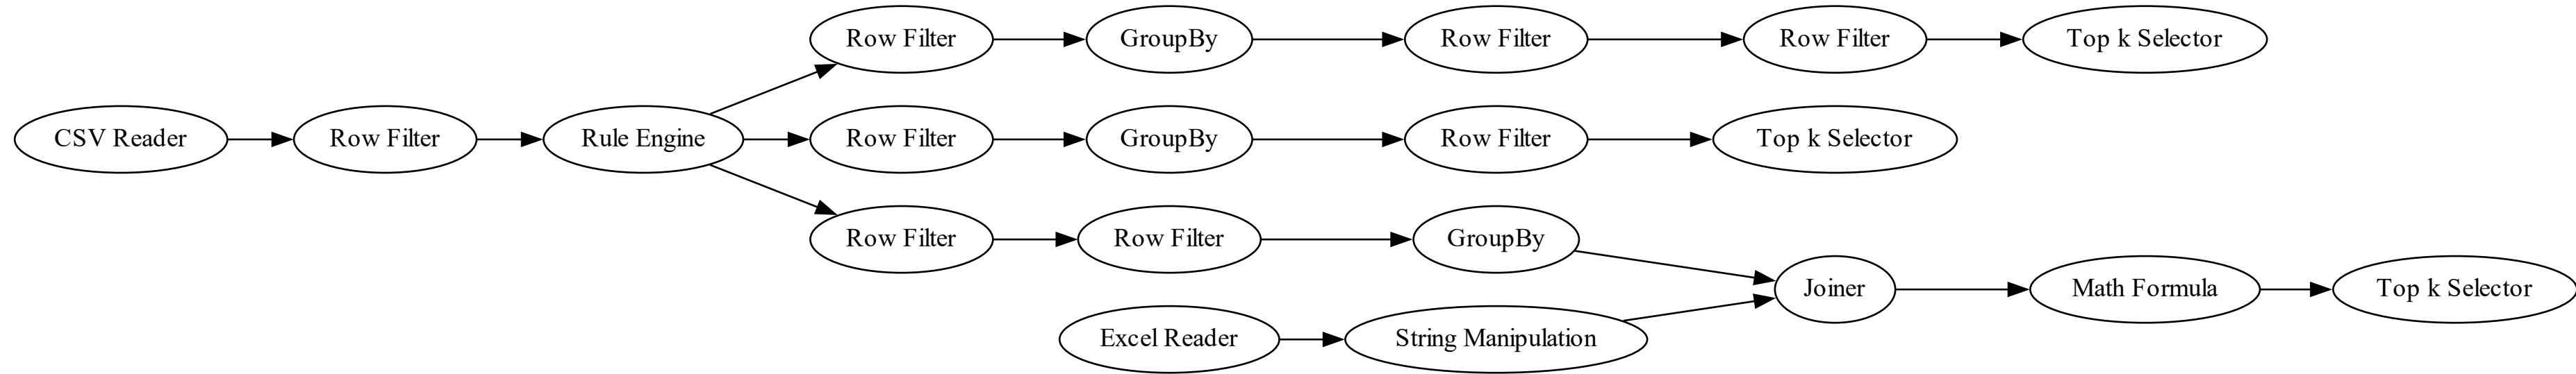 Row Filter
GroupBy
Row Filter
Row Filter
Top k Selector
CSV Reader
Row Filter
Rule Engine
Row Filter
GroupBy
Row Filter
Top k Selector
Row Filter
Row Filter
GroupBy
Joiner
Math Formula
Top k Selector
Excel Reader
String Manipulation